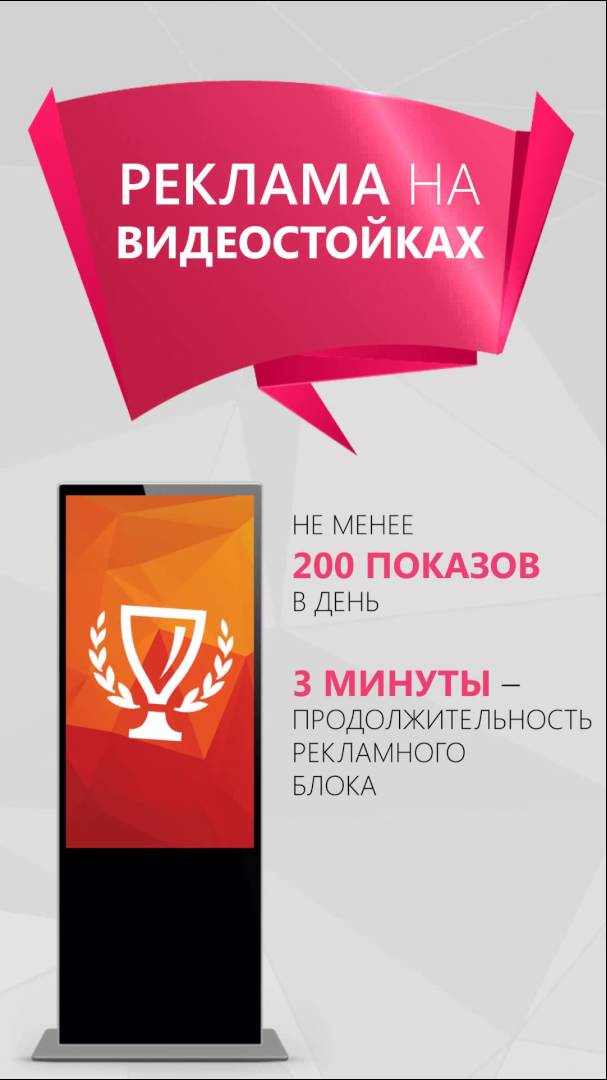 РЕКЛАМА НА
ВИДЕОСТОЙКАХ
НЕ МЕНЕЕ
200 ПОКАЗОВ
В ДЕНЬ
3 МИНУТЫ –
ПРОДОЛЖИТЕЛЬНОСТЬ
РЕКЛАМНОГО
БЛОКА